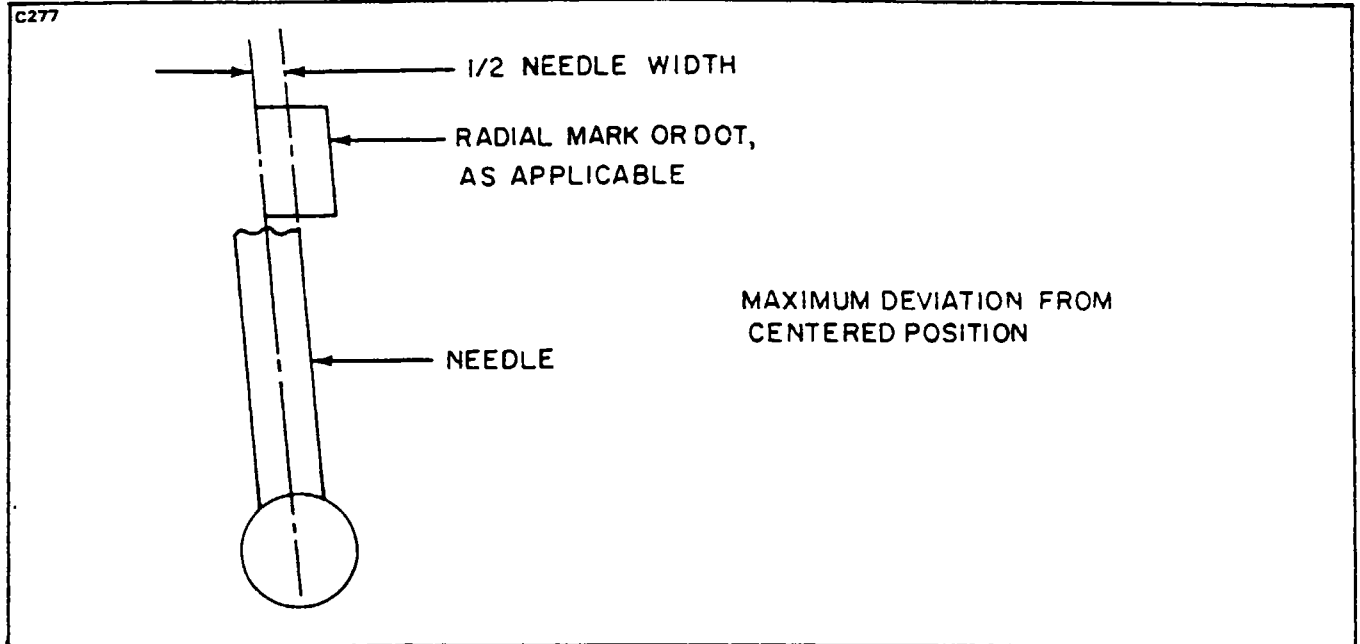 C277
1/2 NEEDLE WIDTH
RADIAL MARK OR DOT,
AS APPLICABLE
MAXIMUM DEVIATION FROM
CENTERED POSITION
NEEDLE